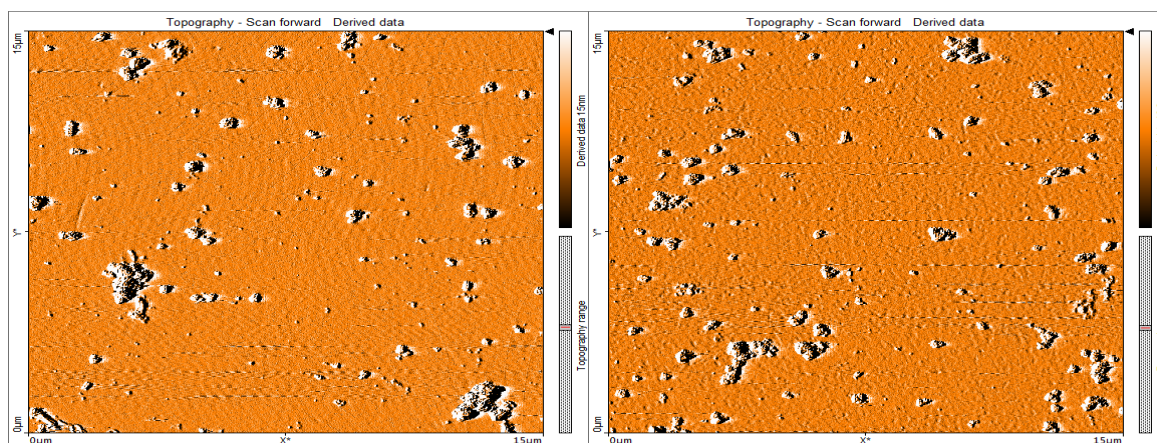 Topography - Scan forward Derived data
15µm
Y*
0µm
0µm
X*
15µm
Derived data 15nm
Topography range
Topography - Scan forward Derived data
15µm
Y*
0µm
0µm
X*
15µm